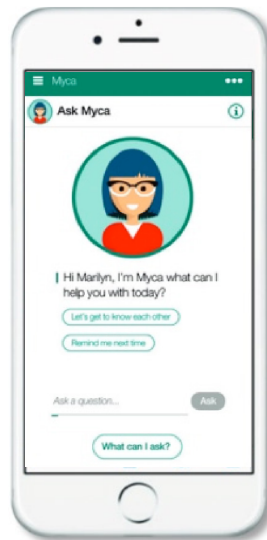 Myca
Ask Myca
Hi Marilyn, I'm Myca what can I
help you with today?
Let's get to know each other
Remind me next time
Ask a question...
Ask
What can I ask?